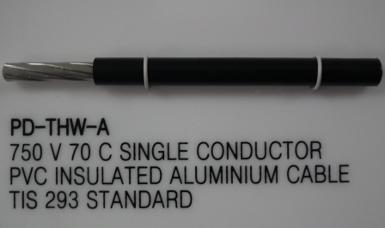 PD-THW-A
750 V 70 C SINGLE CONDUCTOR
PVC INSULATED ALUMINIUM CABLE
TIS 293 STANDARD